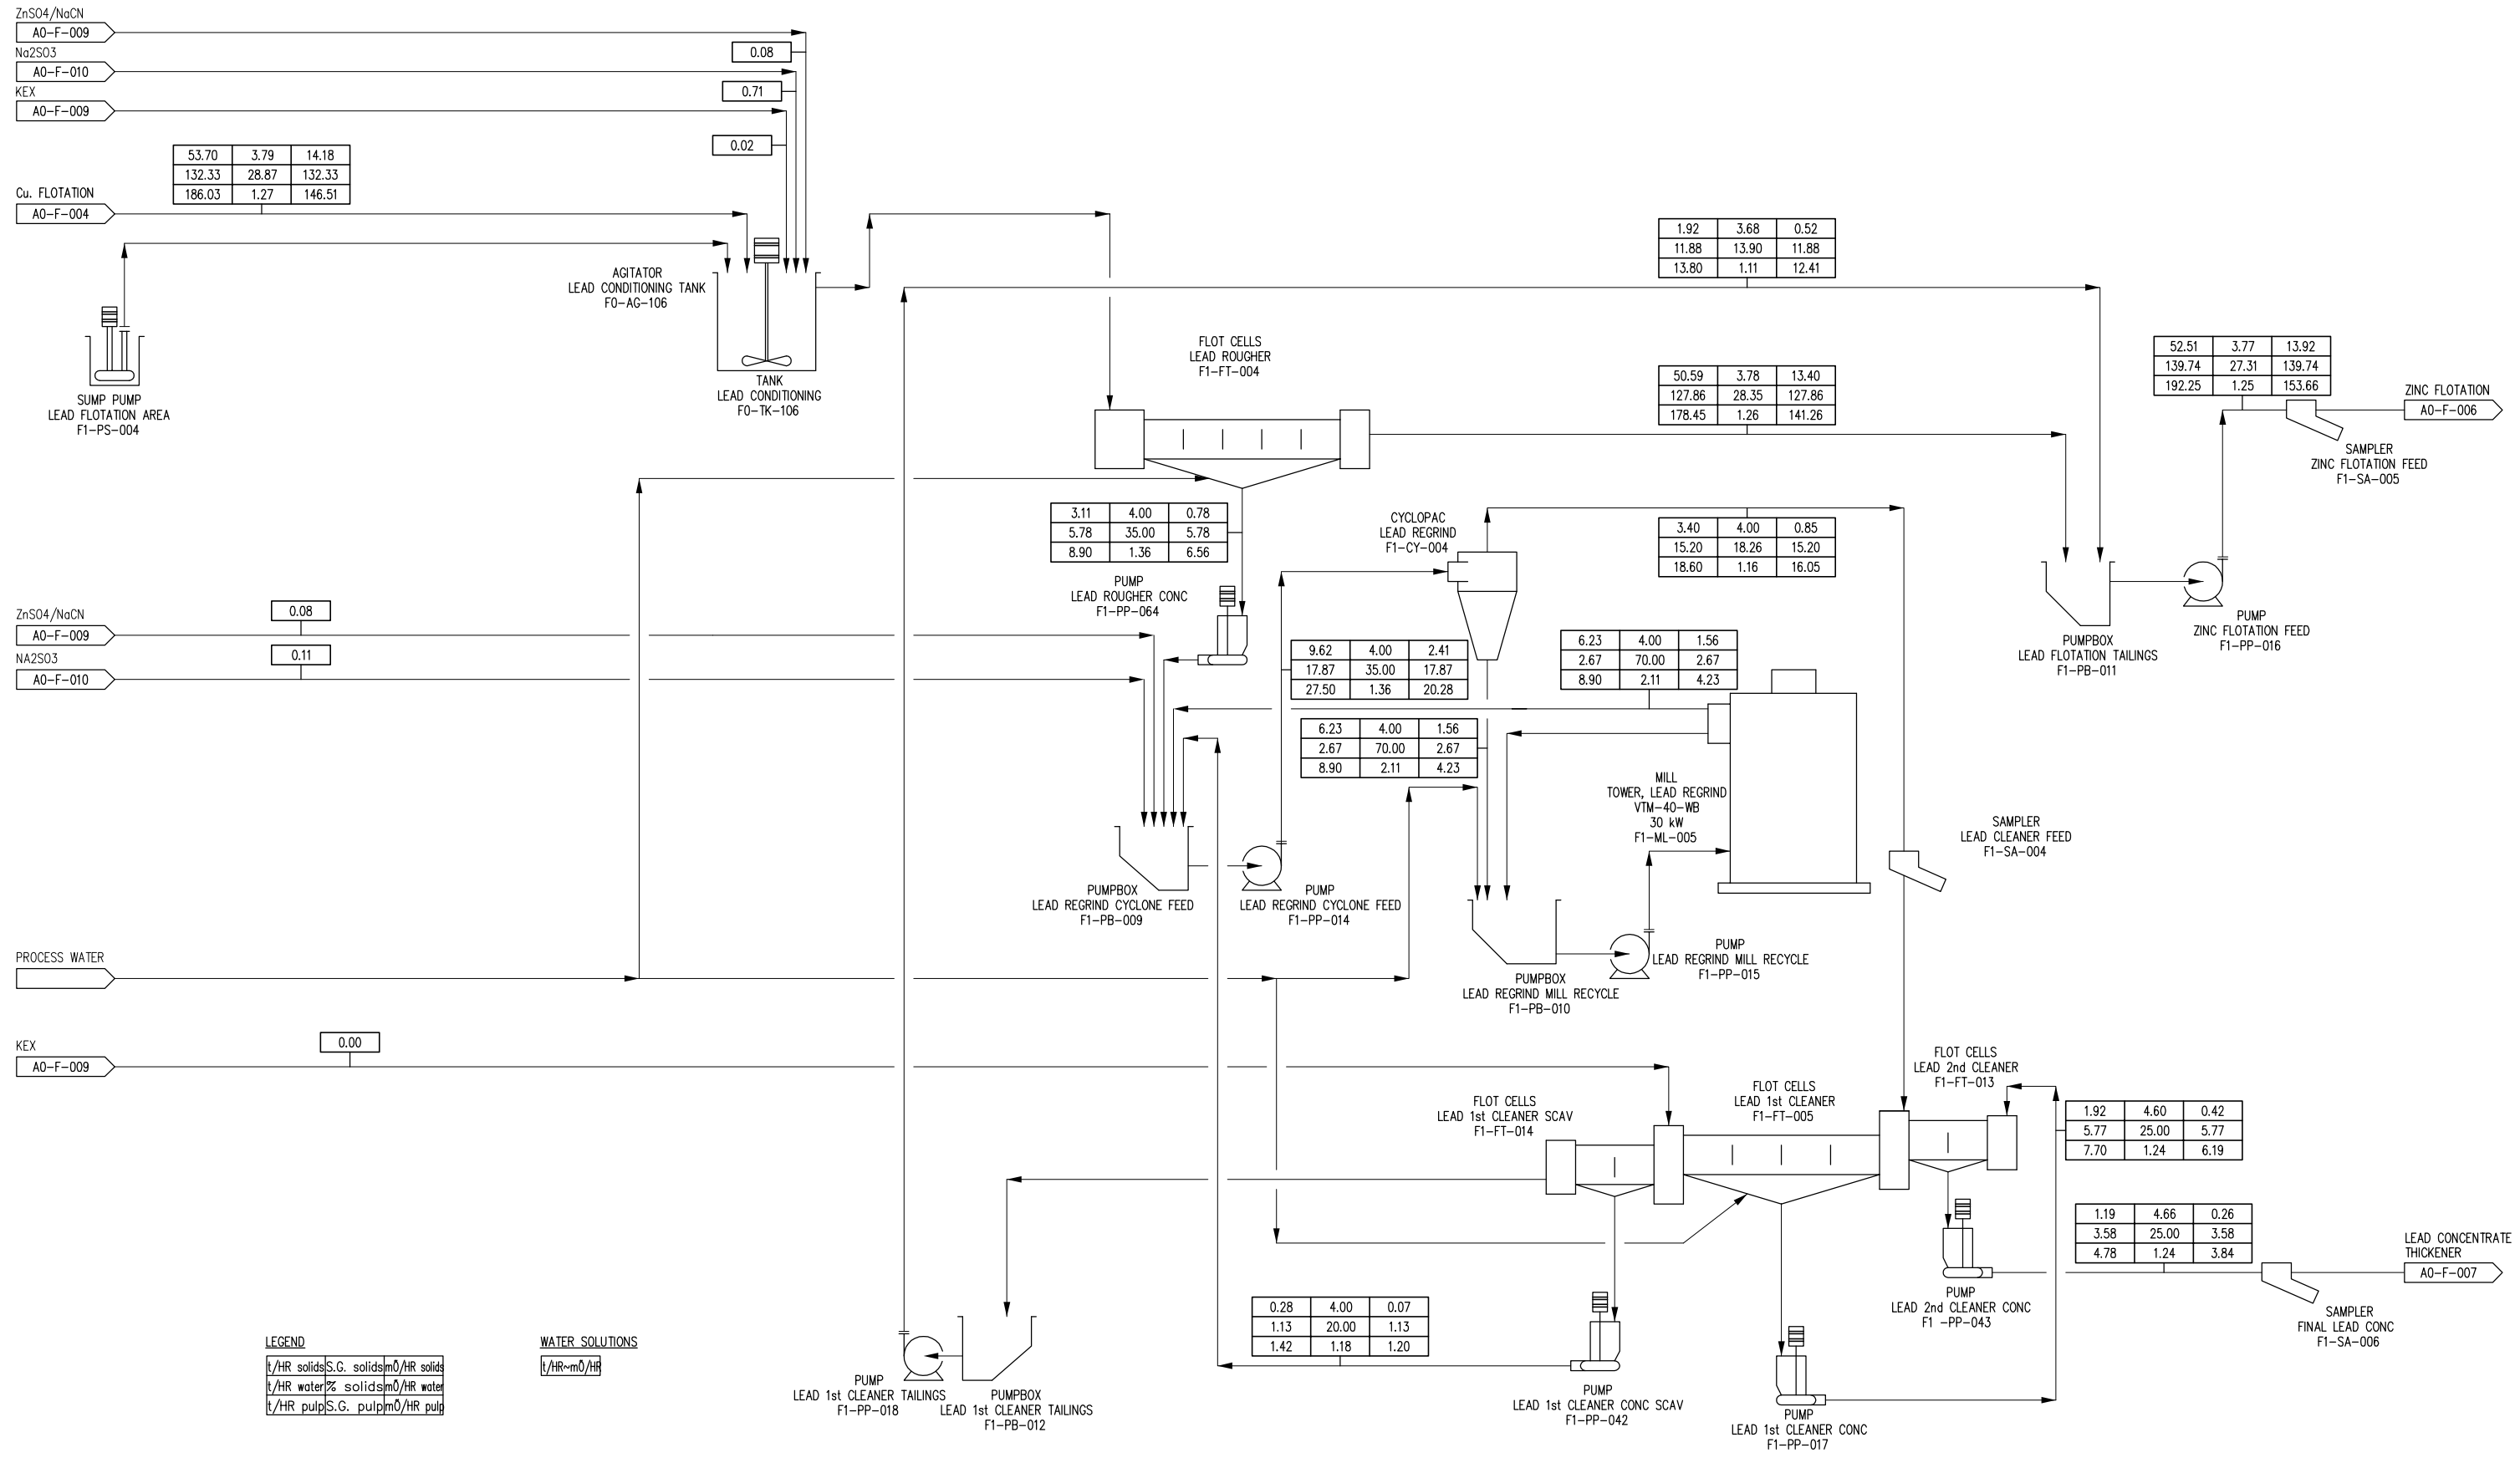 ZnSO4/NaCN
A0-F-009
Na2SO3
A0-F-010
KEX
A0-F-009
0.08
0.71
0.02
53.70 3.79 14.18
132.33 28.87 132.33
186.03 1.27 146.51
Cu. FLOTATION
A0-F-004
SUMP PUMP
LEAD FLOTATION AREA
F1-PS-004
AGITATOR
LEAD CONDITIONING TANK
F0-AG-106
TANK
LEAD CONDITIONING
F0-TK-106
FLOT CELLS
LEAD ROUGHER
F1-FT-004
1.92 3.68 0.52
11.88 13.90 11.88
13.80 1.11 12.41
50.59 3.78 13.40
127.86 28.35 127.86
178.45 1.26 141.26
52.51 3.77 13.92
139.74 27.31 139.74
192.25 1.25 153.66
ZINC FLOTATION
A0-F-006
SAMPLER
ZINC FLOTATION FEED
F1-SA-005
3.11 4.00 0.78
5.78 35.00 5.78
8.90 1.36 6.56
PUMP
LEAD ROUGHER CONC
F1-PP-064
CYCLOPAC
LEAD REGRIND
F1-CY-004
3.40 4.00 0.85
15.20 18.26 15.20
18.60 1.16 16.05
PUMPBOX
LEAD FLOTATION TAILINGS
F1-PB-011
PUMP
ZINC FLOTATION FEED
F1-PP-016
ZnSO4/NaCN
A0-F-009
0.08
NA2SO3
A0-F-010
0.11
9.62 4.00 2.41
17.87 35.00 17.87
27.50 1.36 20.28
6.23 4.00 1.56
2.67 70.00 2.67
8.90 2.11 4.23
6.23 4.00 1.56
2.67 70.00 2.67
8.90 2.11 4.23
MILL
TOWER, LEAD REGRIND
VTM-40-WB
30 kW
F1-ML-005
SAMPLER
LEAD CLEANER FEED
F1-SA-004
PUMPBOX
LEAD REGRIND CYCLONE FEED
F1-PB-009
PUMP
LEAD REGRIND CYCLONE FEED
F1-PP-014
PUMP
LEAD REGRIND MILL RECYCLE
F1-PP-015
PUMPBOX
LEAD REGRIND MILL RECYCLE
F1-PB-010
PROCESS WATER
KEX
A0-F-009
0.00
FLOT CELLS
LEAD 1st CLEANER SCAV
F1-FT-014
FLOT CELLS
LEAD 1st CLEANER
F1-FT-005
FLOT CELLS
LEAD 2nd CLEANER
F1-FT-013
1.92 4.60 0.42
5.77 25.00 5.77
7.70 1.24 6.19
1.19 4.66 0.26
3.58 25.00 3.58
4.78 1.24 3.84
LEAD CONCENTRATE
THICKENER
A0-F-007
PUMP
LEAD 2nd CLEANER CONC
F1 -PP-043
SAMPLER
FINAL LEAD CONC
F1-SA-006
0.28 4.00 0.07
1.13 20.00 1.13
1.42 1.18 1.20
PUMP
LEAD 1st CLEANER TAILINGS
F1-PP-018
PUMPBOX
LEAD 1st CLEANER TAILINGS
F1-PB-012
PUMP
LEAD 1st CLEANER CONC SCAV
F1-PP-042
PUMP
LEAD 1st CLEANER CONC
F1-PP-017
LEGEND
t/HR solids S.G. solids mÕ/HR solids
t/HR water % solids mÕ/HR water
t/HR pulp S.G. pulp mÕ/HR pulp
WATER SOLUTIONS
t/HR~mÕ/HR